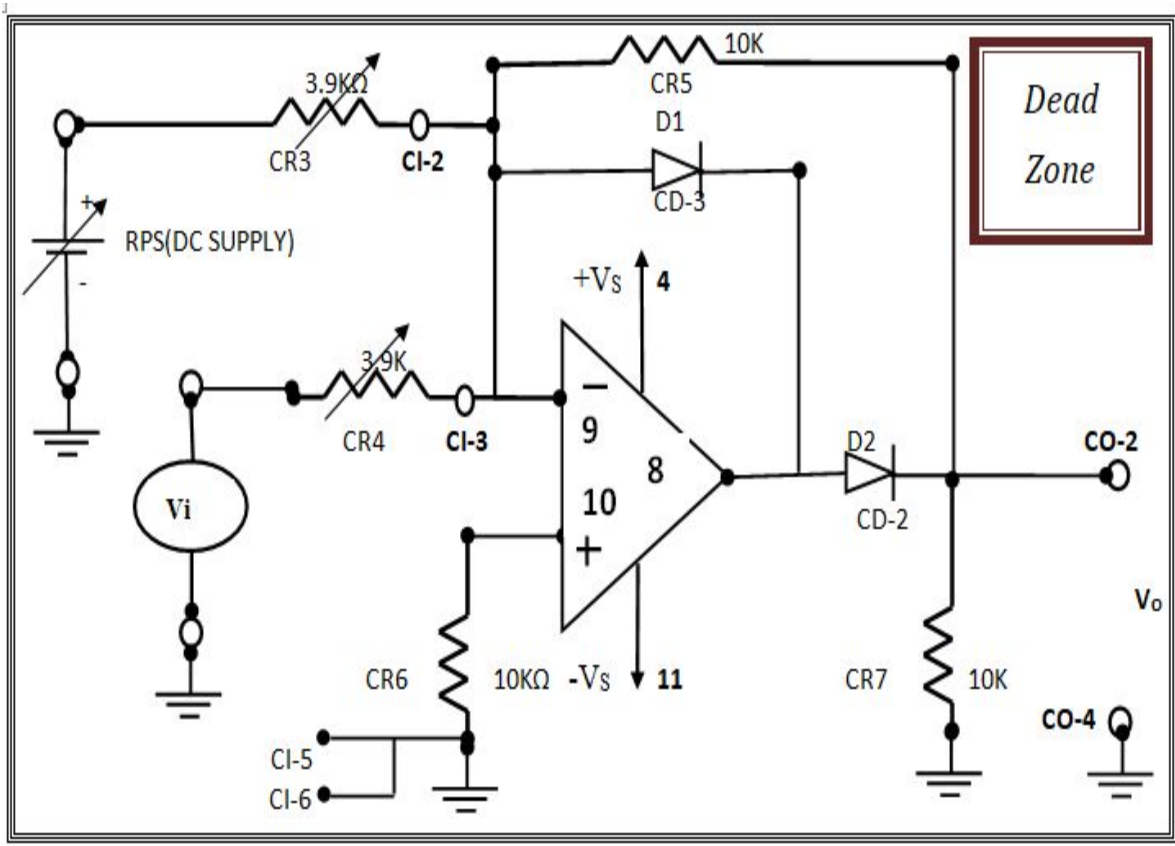 10K
CR5
Dead
Zone
3.9KΩ
CR3
CI-2
D1
CD-3
+
RPS(DC SUPPLY)
-
+VS 4
3.9K
CR4
CI-3
−
9
8
10
+
D2
CD-2
CO-2
Vi
Vo
CR6
10KΩ
-VS 11
CR7
10K
CO-4
CI-5
CI-6